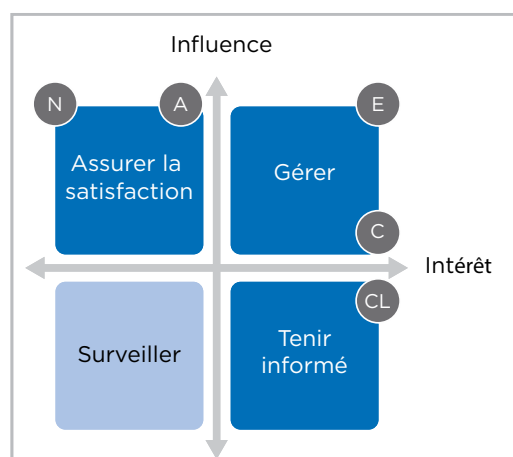 Influence
N
A
E
Assurer la
satisfaction
Gérer
C
Intérêt
CL
Surveiller
Tenir
informé